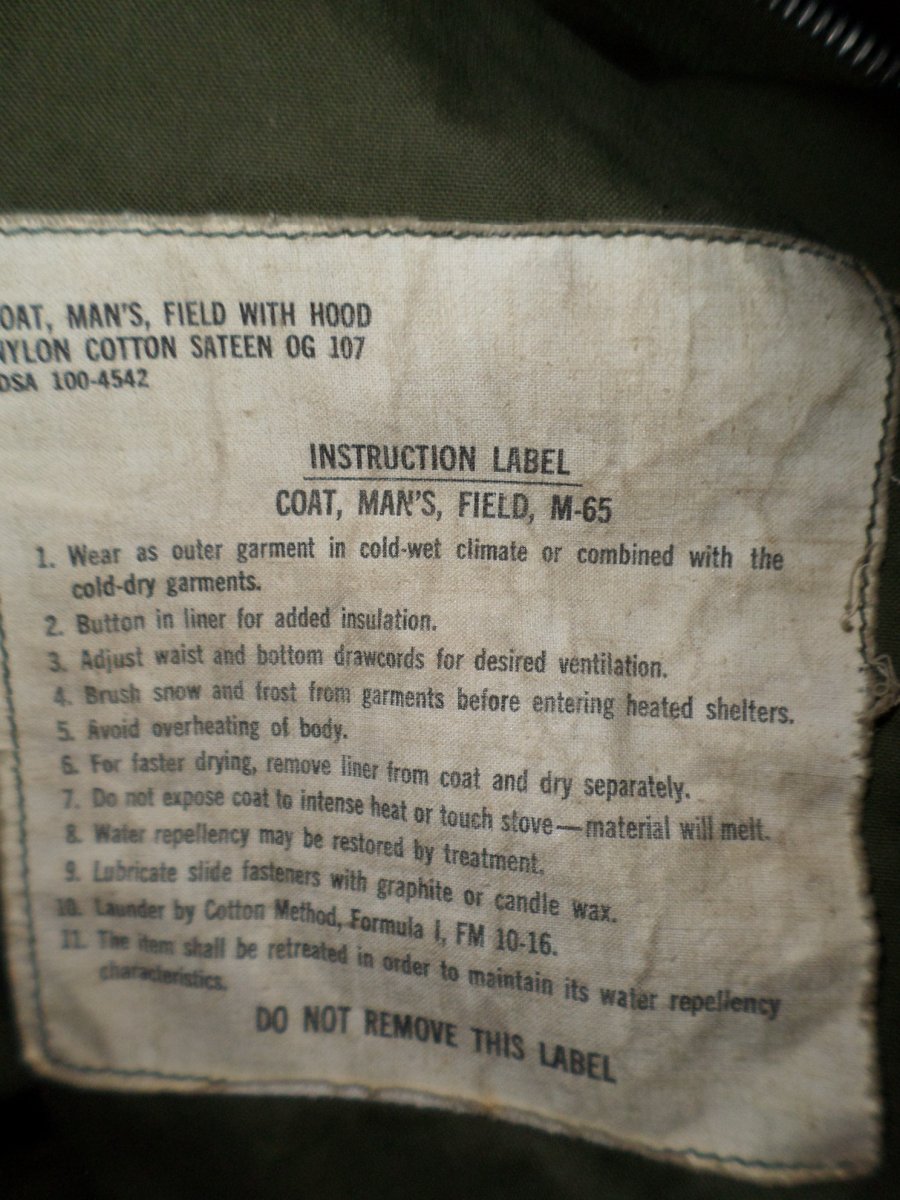 OAT, MAN'S, FIELD WITH HOOD
NYLON COTTON SATEEN OG 107
DSA 100-4542
INSTRUCTION LABEL
COAT, MAN'S, FIELD, M-65
1. Wear as outer garment in cold-wet climate or combined with the
cold-dry garments.
2. Button in liner for added insulation.
3. Adjust waist and bottom drawcords for desired ventilation.
4. Brush snow and frost from garments before entering heated shelters.
5. Avoid overheating of body.
6. For faster drying, remove liner from coat and dry separately.
7. Do not expose coat to intense heat or touch stove—material will melt.
8. Water repellency may be restored by treatment.
9. Lubricate slide fasteners with graphite or candle wax.
10. Launder by Cotton Method, Formula I, FM 10-16.
11. The item shall be retreated in order to maintain its water repellency
characteristics.
DO NOT REMOVE THIS LABEL